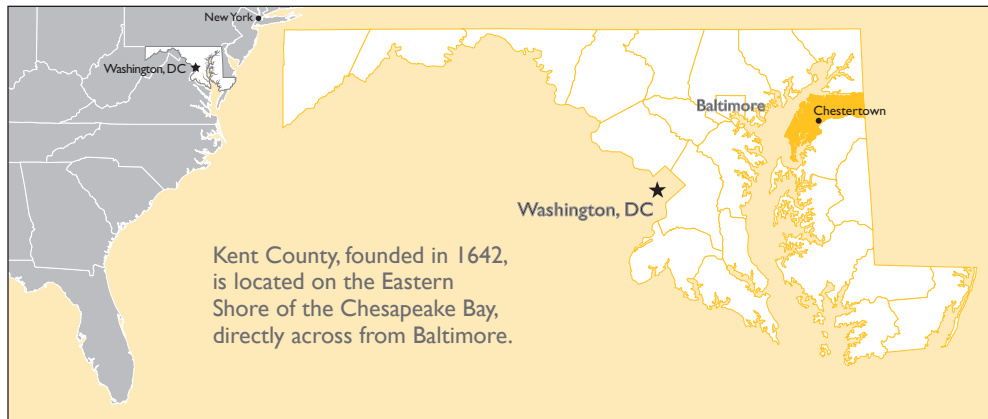 New York
Washington, DC
Baltimore
Chestertown
Washington, DC
Kent County, founded in 1642,
is located on the Eastern
Shore of the Chesapeake Bay,
directly across from Baltimore.